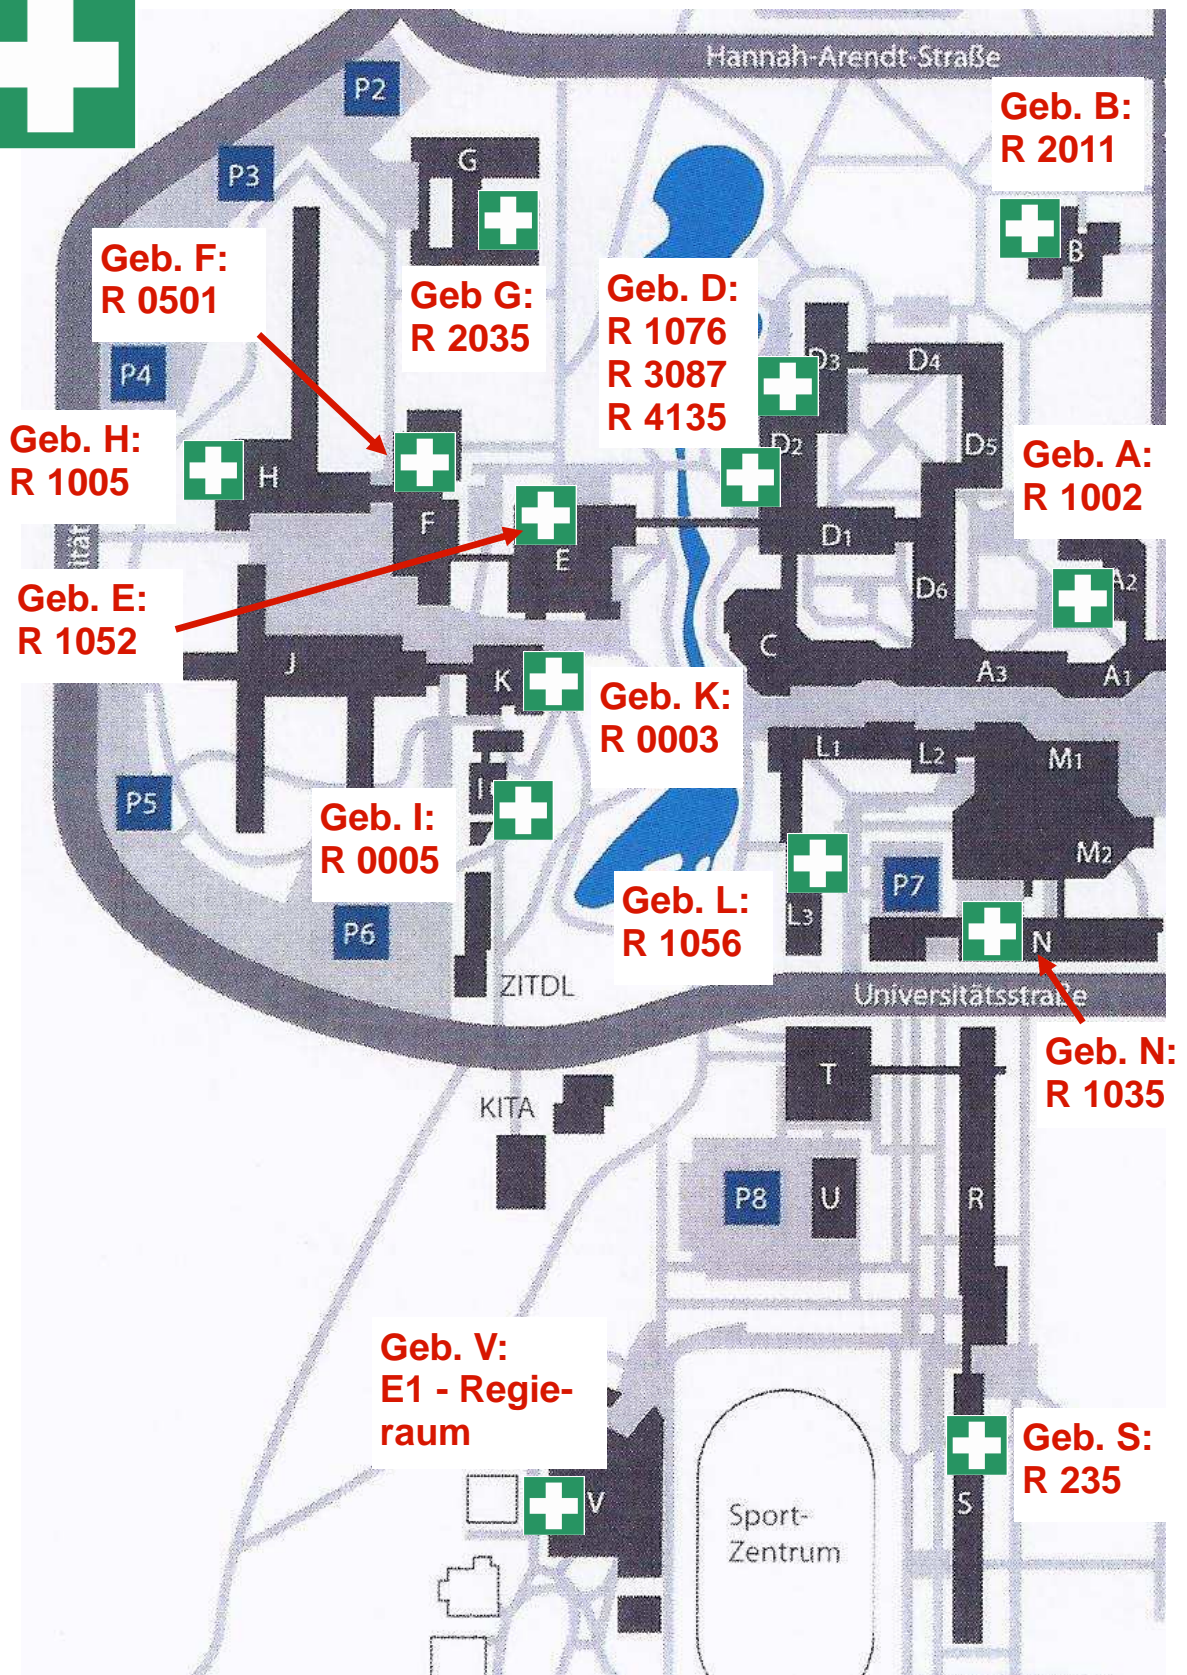 Hannah-Arendt-Straße
P2
Geb. B:
R 2011
G
P3
B
Geb. F:
R 0501
Geb G:
R 2035
Geb. D:
R 1076
R 3087
R 4135
P4
D3
D4
Geb. H:
R 1005
H
D2
D5
Geb. A:
R 1002
F
E
D1
ität
Geb. E:
R 1052
D6
A2
J
K
C
A3
A1
Geb. K:
R 0003
L1
L2
M1
P5
I
Geb. I:
R 0005
M2
P7
Geb. L:
R 1056
L3
P6
N
ZITDL
Universitätsstraße
Geb. N:
R 1035
T
KITA
P8
U
R
Geb. V:
E1 - Regie-
raum
Geb. S:
R 235
V
S
Sport-
Zentrum